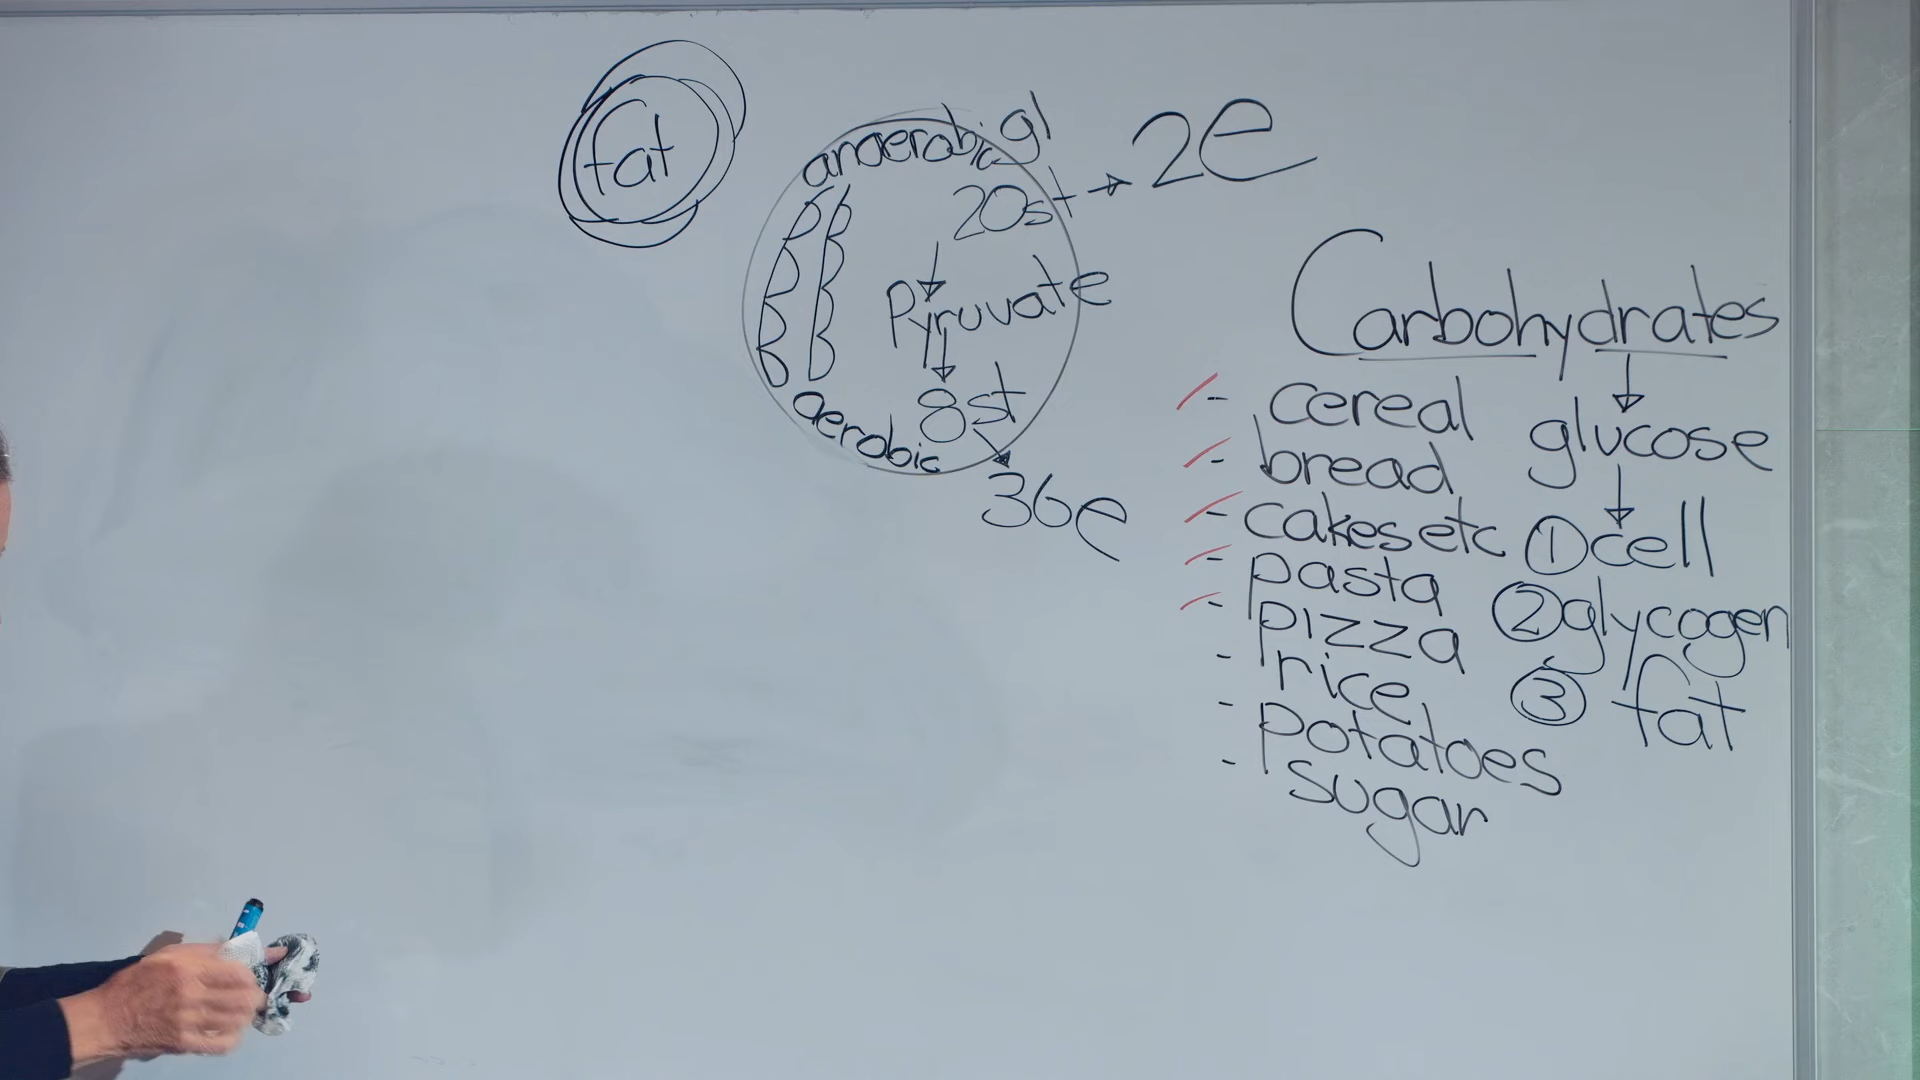 fat
anaerobic gl
20st → 2e
Pyruvate
8st
aerobic
36e
Carbohydrates
- cereal
- bread
- cakes etc
- pasta
- pizza
- rice
- potatoes
- sugar
glucose
① cell
② glycogen
③ fat